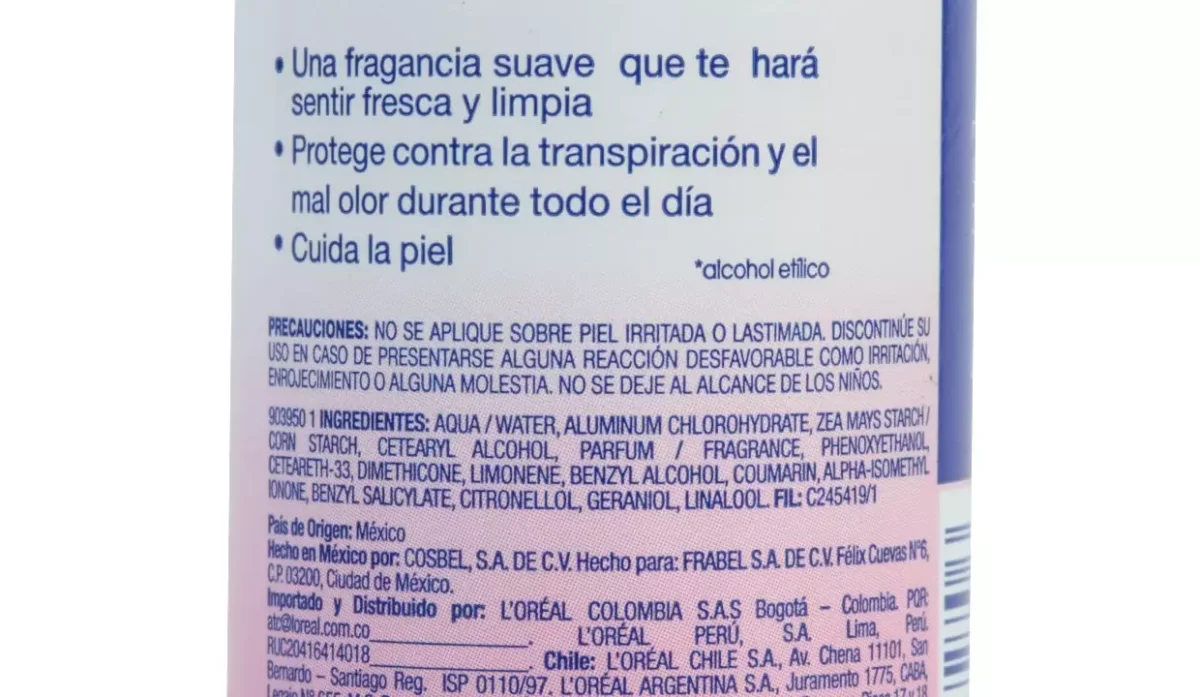 • Una fragancia suave que te hará
sentir fresca y limpia
• Protege contra la transpiración y el
mal olor durante todo el día
• Cuida la piel
*alcohol etílico
PRECAUCIONES: NO SE APLIQUE SOBRE PIEL IRRITADA O LASTIMADA. DISCONTINÚE SU
USO EN CASO DE PRESENTARSE ALGUNA REACCIÓN DESFAVORABLE COMO IRRITACIÓN,
ENROJECIMIENTO O ALGUNA MOLESTIA. NO SE DEJE AL ALCANCE DE LOS NIÑOS.
903950 1 INGREDIENTES: AQUA / WATER, ALUMINUM CHLOROHYDRATE, ZEA MAYS STARCH /
CORN STARCH, CETEARYL ALCOHOL, PARFUM / FRAGRANCE, PHENOXYETHANOL,
CETEARETH-33, DIMETHICONE, LIMONENE, BENZYL ALCOHOL, COUMARIN, ALPHA-ISOMETHYL
IONONE, BENZYL SALICYLATE, CITRONELLOL, GERANIOL, LINALOOL. FIL: C245419/1
País de Origen: México
Hecho en México por: COSBEL, S.A. DE C.V. Hecho para: FRABEL S.A. DE C.V. Félix Cuevas N°6,
C.P. 03200, Ciudad de México.
Importado y Distribuido por: L'ORÉAL COLOMBIA S.A.S Bogotá – Colombia. POR:
atc@loreal.com.co____________. L'ORÉAL PERÚ, S.A. Lima, Perú.
RUC20416414018____________. Chile: L'ORÉAL CHILE S.A., Av. Chena 11101, San
Bernardo - Santiago Reg. ISP 0110/97. L'ORÉAL ARGENTINA S.A., Juramento 1775, CABA,
17 y 18